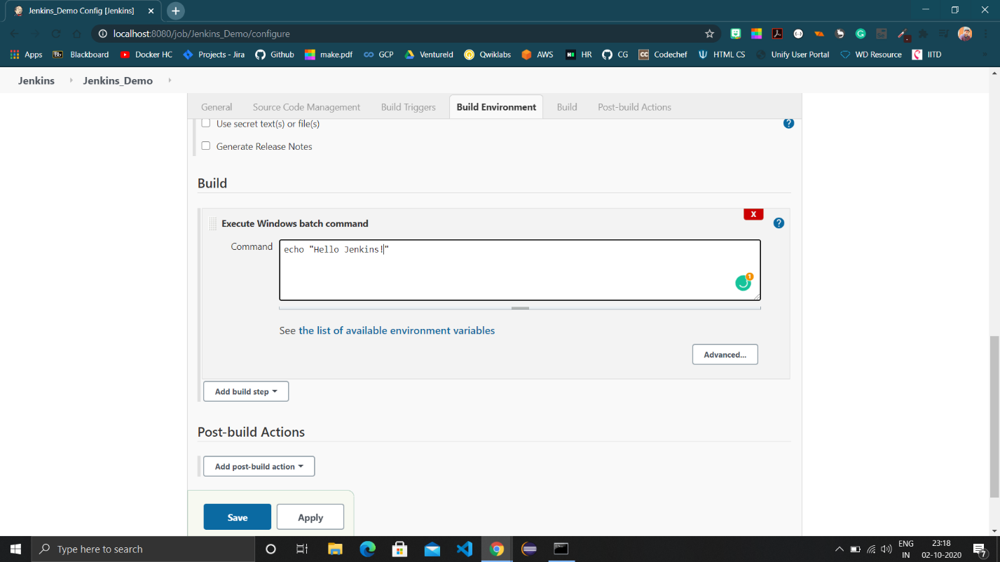 Jenkins_Demo Config [Jenkins]
localhost:8080/job/Jenkins_Demo/configure
Apps Bb Blackboard Docker HC Projects - Jira Github make.pdf GCP VentureId Qwiklabs AWS HR CG CC Codechef HTML CS Unify User Portal WD Resource IITD
Jenkins Jenkins_Demo
General Source Code Management Build Triggers Build Environment Build Post-build Actions
Use secret text(s) or file(s)
Generate Release Notes
Build
X
Execute Windows batch command
Command echo "Hello Jenkins!"
1
See the list of available environment variables
Advanced...
Add build step
Post-build Actions
Add post-build action
Save Apply
Type here to search
ENG 23:18
IN 02-10-2020 7